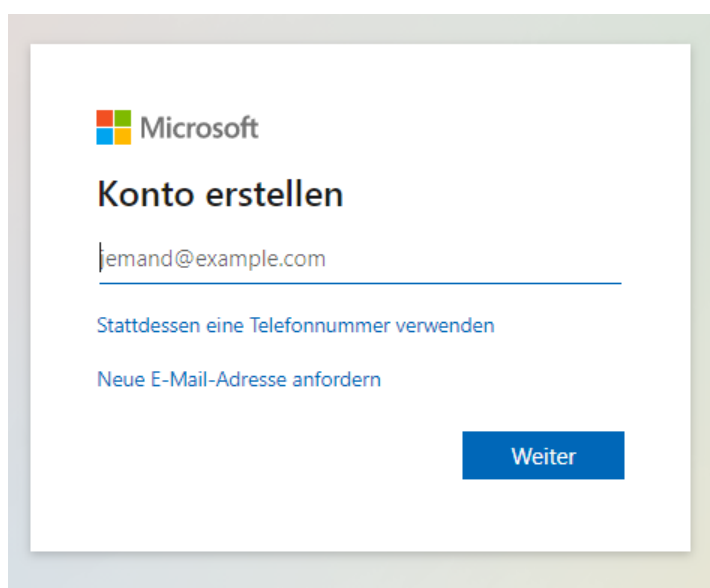 Microsoft
Konto erstellen
jemand@example.com
Stattdessen eine Telefonnummer verwenden
Neue E-Mail-Adresse anfordern
Weiter